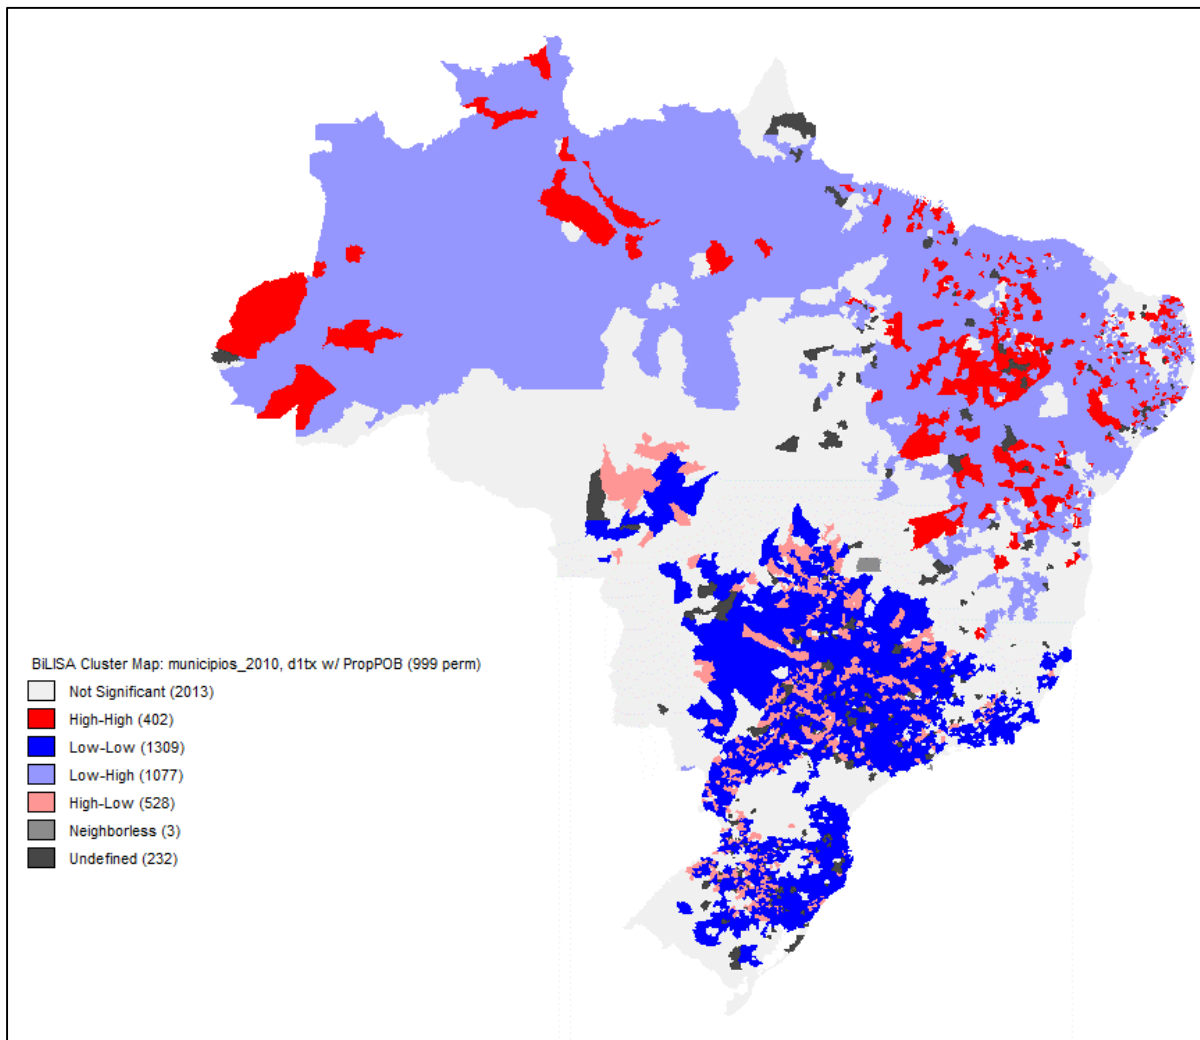 BiLISA Cluster Map: municipios_2010, d1tx w/ PropPOB (999 perm)
Not Significant (2013)
High-High (402)
Low-Low (1309)
Low-High (1077)
High-Low (528)
Neighborless (3)
Undefined (232)